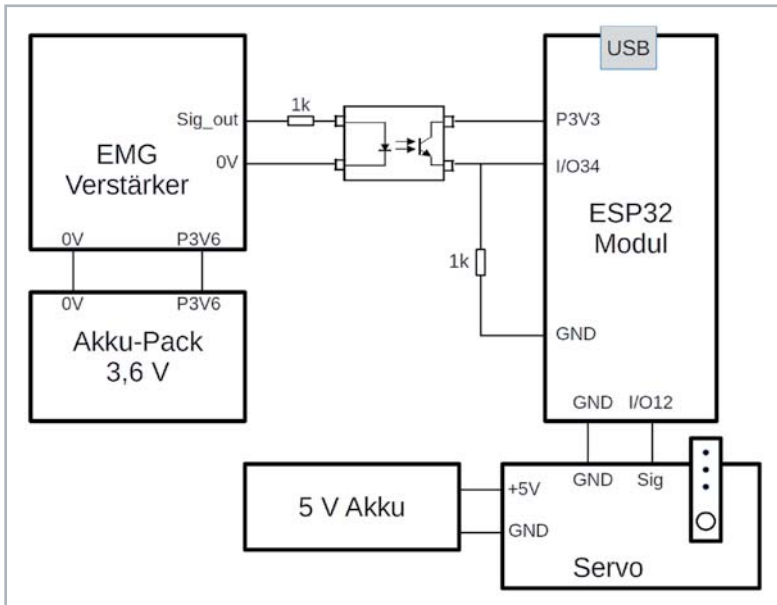 USB
1k
Sig_out
P3V3
EMG
Verstärker
0V
I/O34
ESP32
Modul
0V
P3V6
1k
0V
P3V6
Akku-Pack
3,6 V
GND
GND
I/O12
5 V Akku
+5V
GND
GND
Sig
Servo